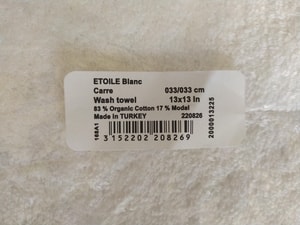 ETOILE Blanc
Carre 033/033 cm
Wash towel 13x13 in
83 % Organic Cotton 17 % Modal
Made in TURKEY 220826
168A1
3 152202 208269
2000013225